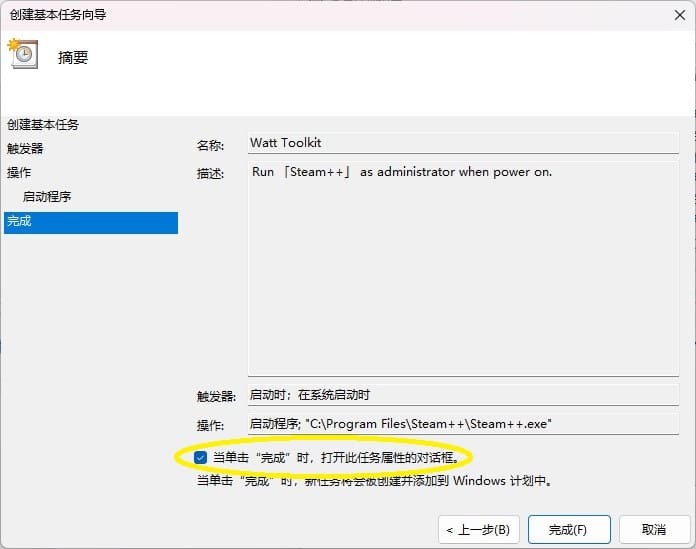 创建基本任务向导
摘要
创建基本任务
触发器
操作
启动程序
完成
名称: Watt Toolkit
描述: Run 「Steam++」 as administrator when power on.
触发器: 启动时；在系统启动时
操作: 启动程序; "C:\Program Files\Steam++\Steam++.exe"
当单击“完成”时，打开此任务属性的对话框。
当单击“完成”时，新任务将会被创建并添加到 Windows 计划中。
< 上一步(B) 完成(F) 取消